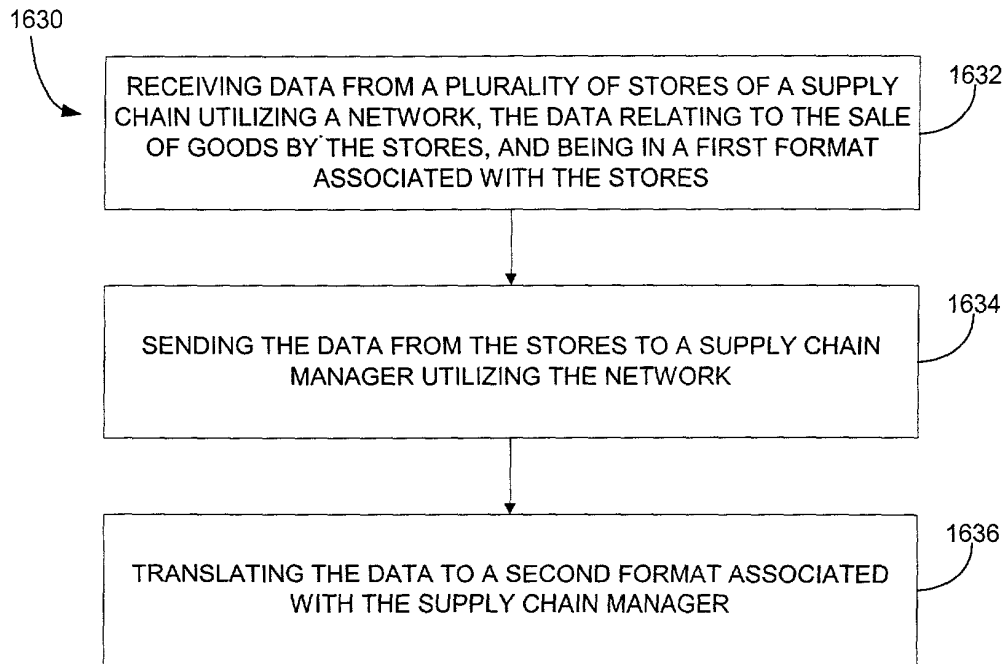 1630
RECEIVING DATA FROM A PLURALITY OF STORES OF A SUPPLY
CHAIN UTILIZING A NETWORK, THE DATA RELATING TO THE SALE
OF GOODS BY THE STORES, AND BEING IN A FIRST FORMAT
ASSOCIATED WITH THE STORES
1632
SENDING THE DATA FROM THE STORES TO A SUPPLY CHAIN
MANAGER UTILIZING THE NETWORK
1634
TRANSLATING THE DATA TO A SECOND FORMAT ASSOCIATED
WITH THE SUPPLY CHAIN MANAGER
1636